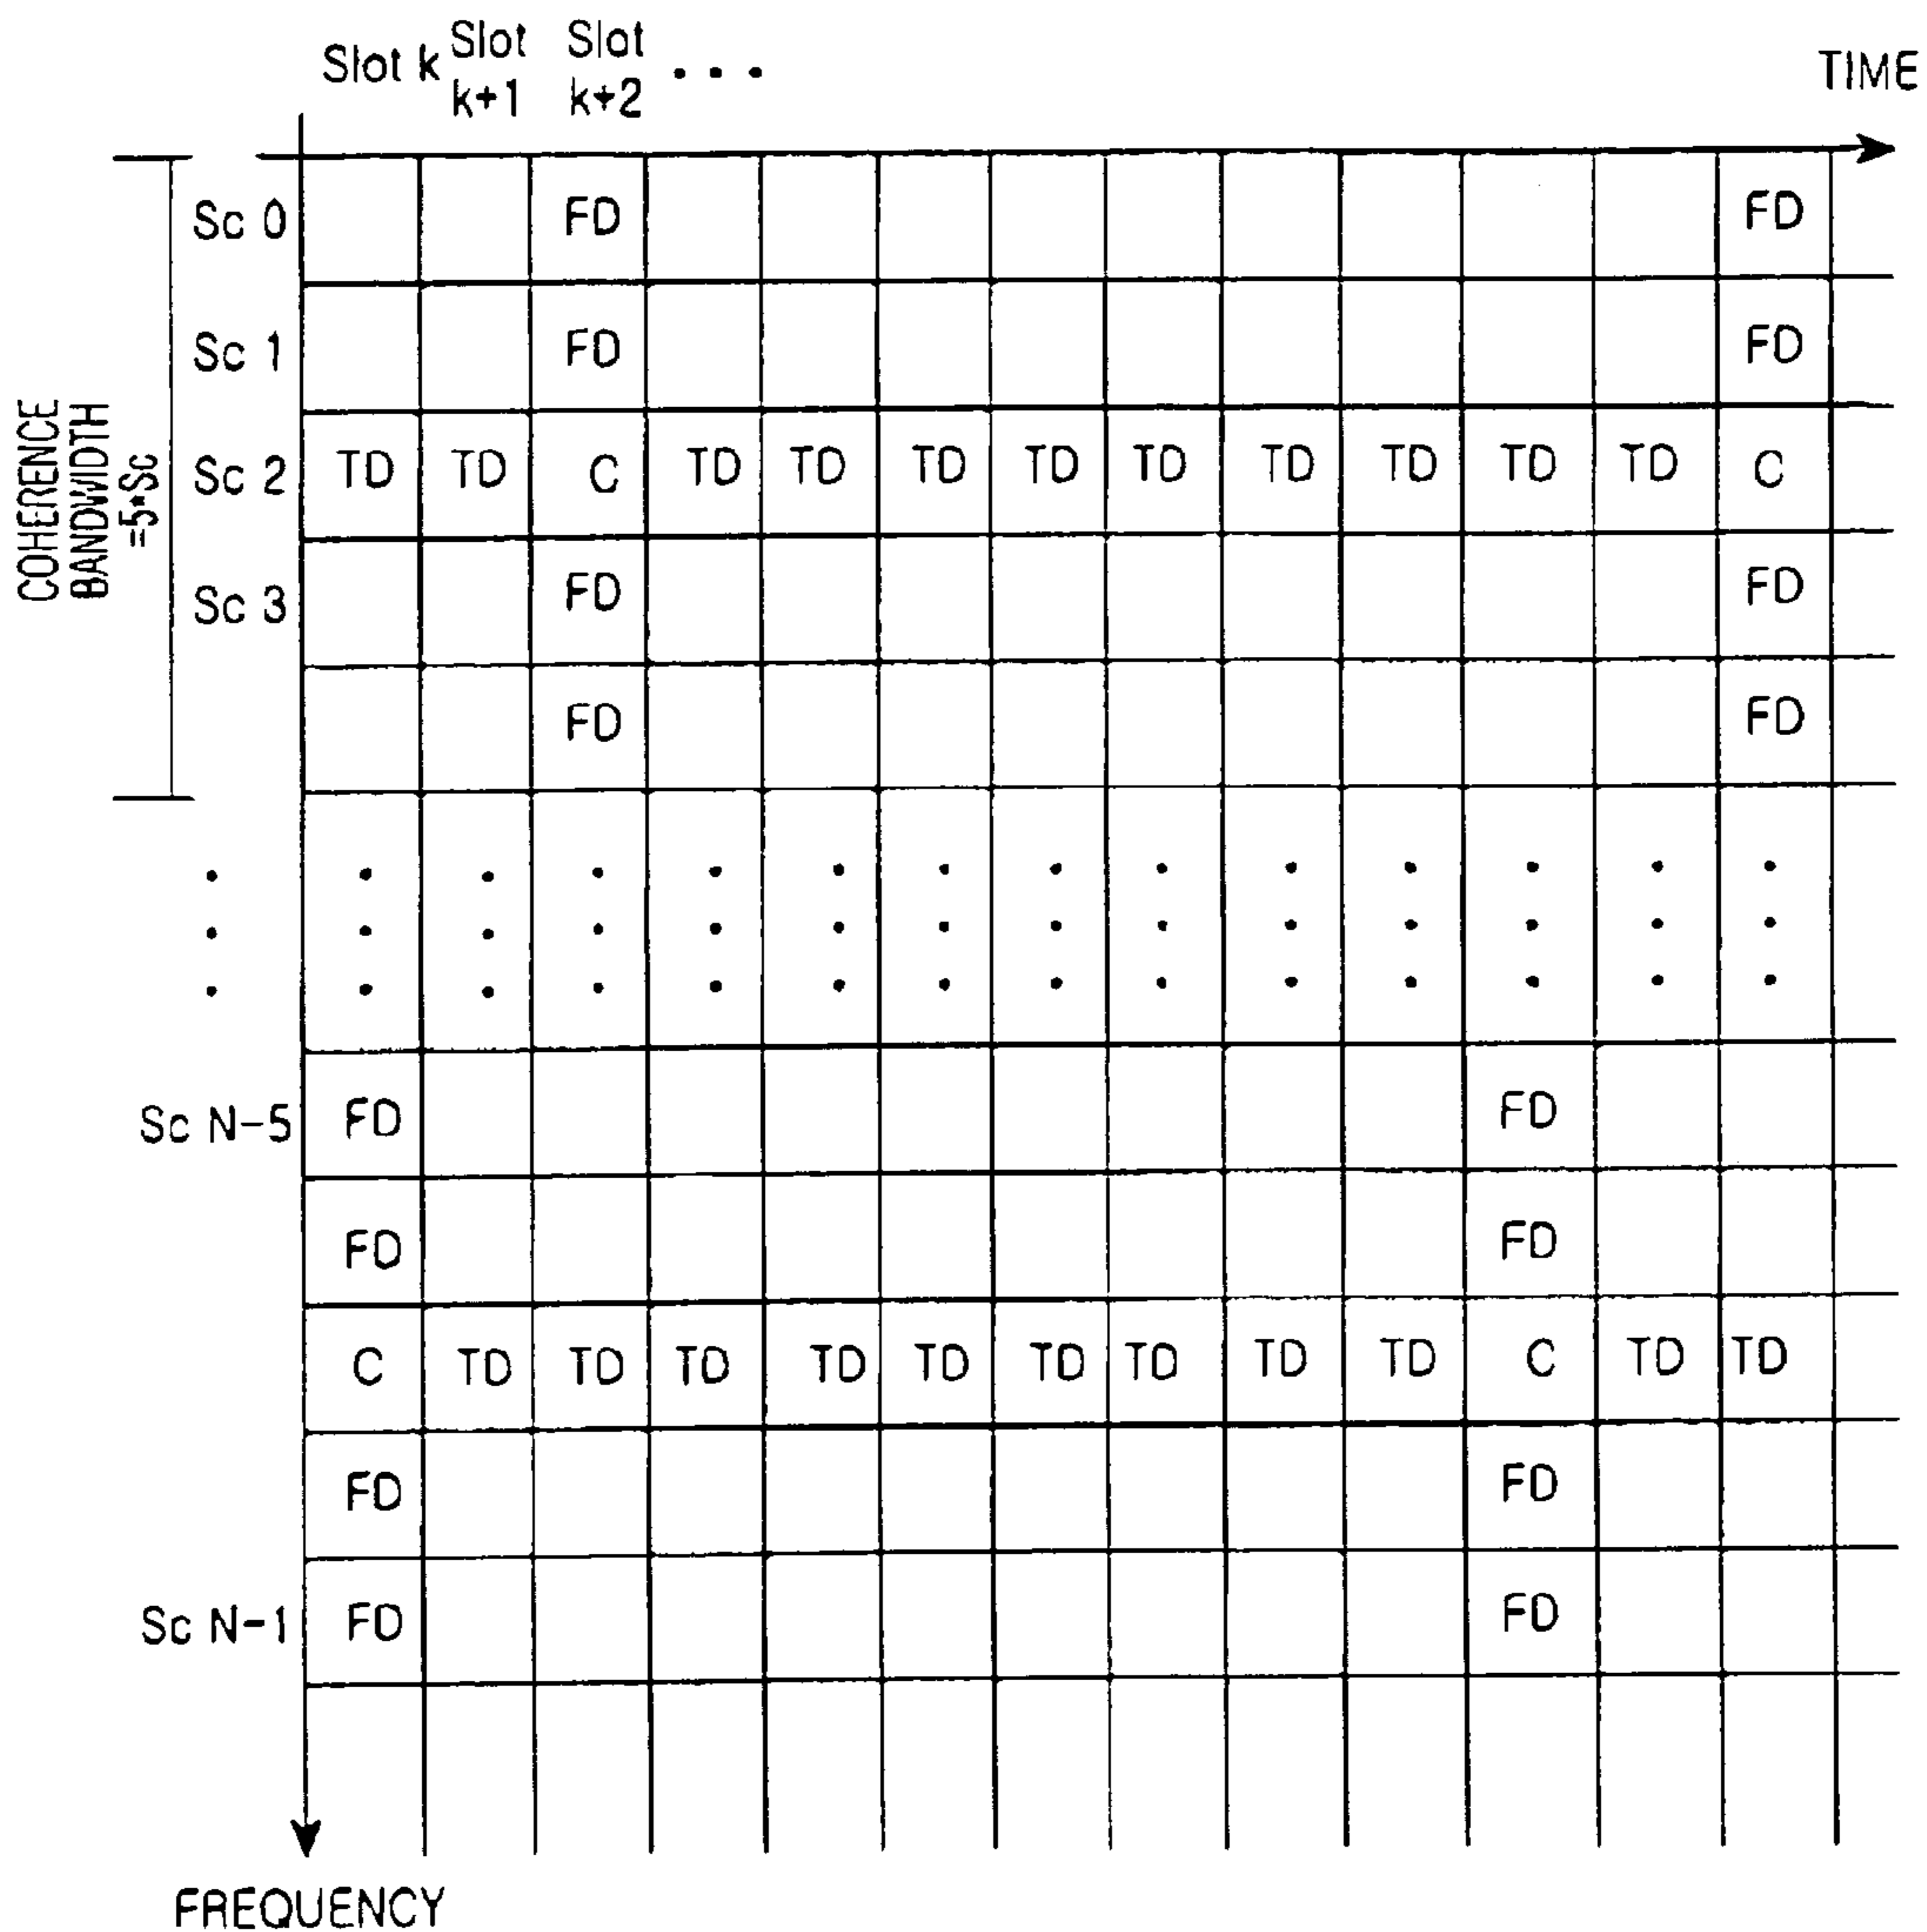 Slot k Slot k+1 Slot k+2 • • • TIME
COHERENCE BANDWIDTH =5*Sc
Sc 0 FD FD
Sc 1 FD FD
Sc 2 TD TD C TD TD TD TD TD TD TD TD TD C
Sc 3 FD FD
FD FD
Sc N-5 FD FD
FD FD
C TD TD TD TD TD TD TD TD TD C TD TD
FD FD
Sc N-1 FD FD
FREQUENCY